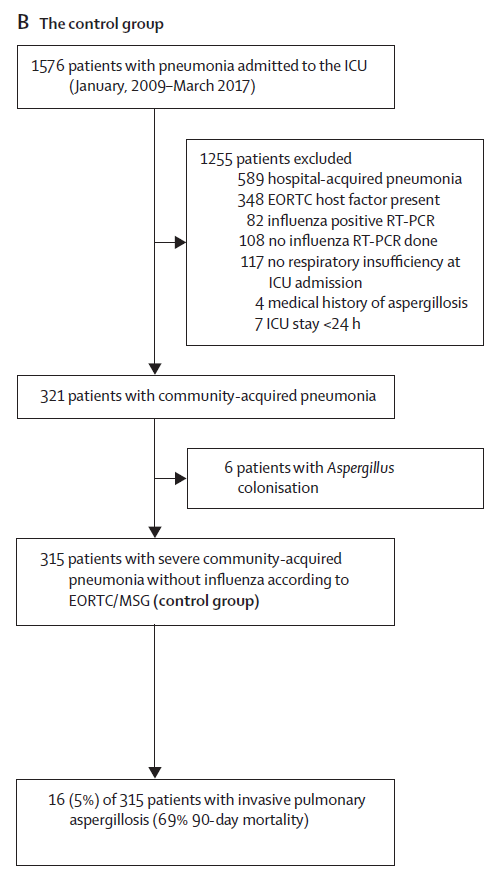 B The control group
1576 patients with pneumonia admitted to the ICU
(January, 2009–March 2017)
1255 patients excluded
589 hospital-acquired pneumonia
348 EORTC host factor present
82 influenza positive RT-PCR
108 no influenza RT-PCR done
117 no respiratory insufficiency at
ICU admission
4 medical history of aspergillosis
7 ICU stay <24 h
321 patients with community-acquired pneumonia
6 patients with Aspergillus
colonisation
315 patients with severe community-acquired
pneumonia without influenza according to
EORTC/MSG (control group)
16 (5%) of 315 patients with invasive pulmonary
aspergillosis (69% 90-day mortality)